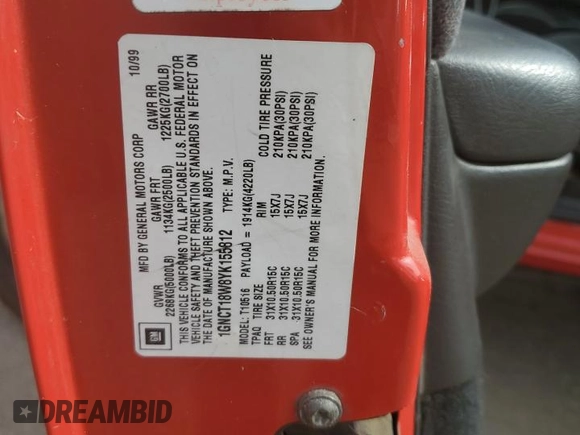 MFD BY GENERAL MOTORS CORP 10/99
GVWR GAWR FRT GAWR RR
2268KG(5000LB) 1134KG(2500LB) 1225KG(2700LB)
THIS VEHICLE CONFORMS TO ALL APPLICABLE U.S. FEDERAL MOTOR
VEHICLE SAFETY AND THEFT PREVENTION STANDARDS IN EFFECT ON
THE DATE OF MANUFACTURE SHOWN ABOVE.
1GNCT18W8YK155612 TYPE: M.P.V.
MODEL: T10516 PAYLOAD = 1914KG(4220LB)
TPAQ TIRE SIZE RIM COLD TIRE PRESSURE
FRT 31X10.50R15C 15X7J 210KPA(30PSI)
RR 31X10.50R15C 15X7J 210KPA(30PSI)
SPA 31X10.50R15C 15X7J 210KPA(30PSI)
SEE OWNER'S MANUAL FOR MORE INFORMATION.
GM
DREAMBID